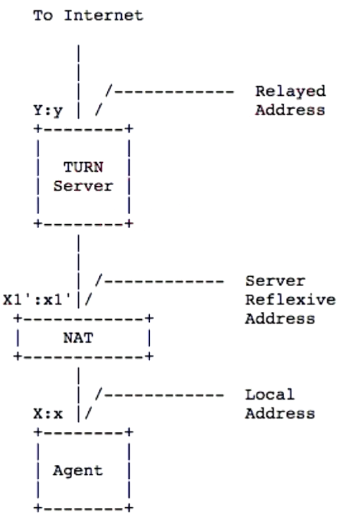 To Internet
Relayed
Y:y Address
TURN
Server
Server
X1':x1' Reflexive
Address
NAT
Local
X:x Address
Agent